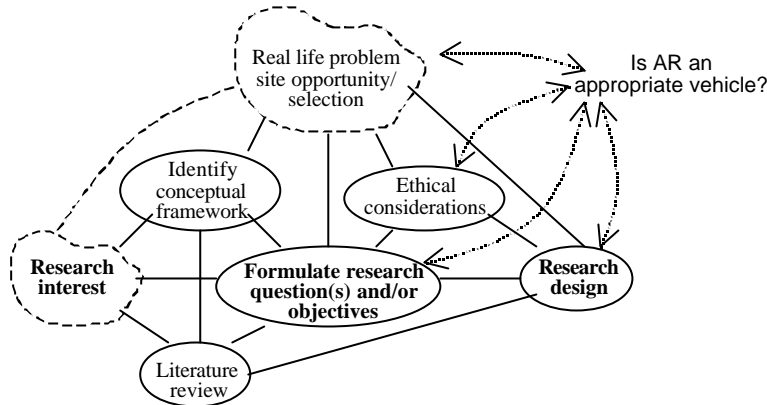 Real life problem
site opportunity/
selection
Is AR an
appropriate vehicle?
Identify
conceptual
framework
Ethical
considerations
Research
interest
Formulate research
question(s) and/or
objectives
Research
design
Literature
review